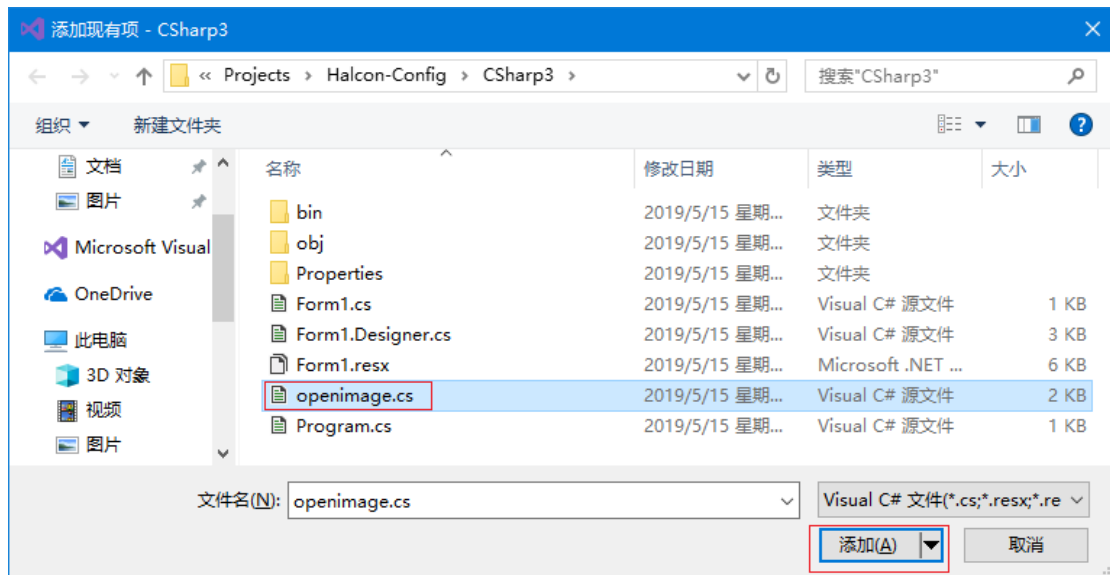 添加现有项 - CSharp3
« Projects › Halcon-Config › CSharp3 ›
搜索"CSharp3"
组织 新建文件夹
文档
图片
Microsoft Visual
OneDrive
此电脑
3D 对象
视频
图片
名称 修改日期 类型 大小
bin 2019/5/15 星期... 文件夹
obj 2019/5/15 星期... 文件夹
Properties 2019/5/15 星期... 文件夹
Form1.cs 2019/5/15 星期... Visual C# 源文件 1 KB
Form1.Designer.cs 2019/5/15 星期... Visual C# 源文件 3 KB
Form1.resx 2019/5/15 星期... Microsoft .NET ... 6 KB
openimage.cs 2019/5/15 星期... Visual C# 源文件 2 KB
Program.cs 2019/5/15 星期... Visual C# 源文件 1 KB
文件名(N): openimage.cs Visual C# 文件(*.cs;*.resx;*.re
添加(A) 取消